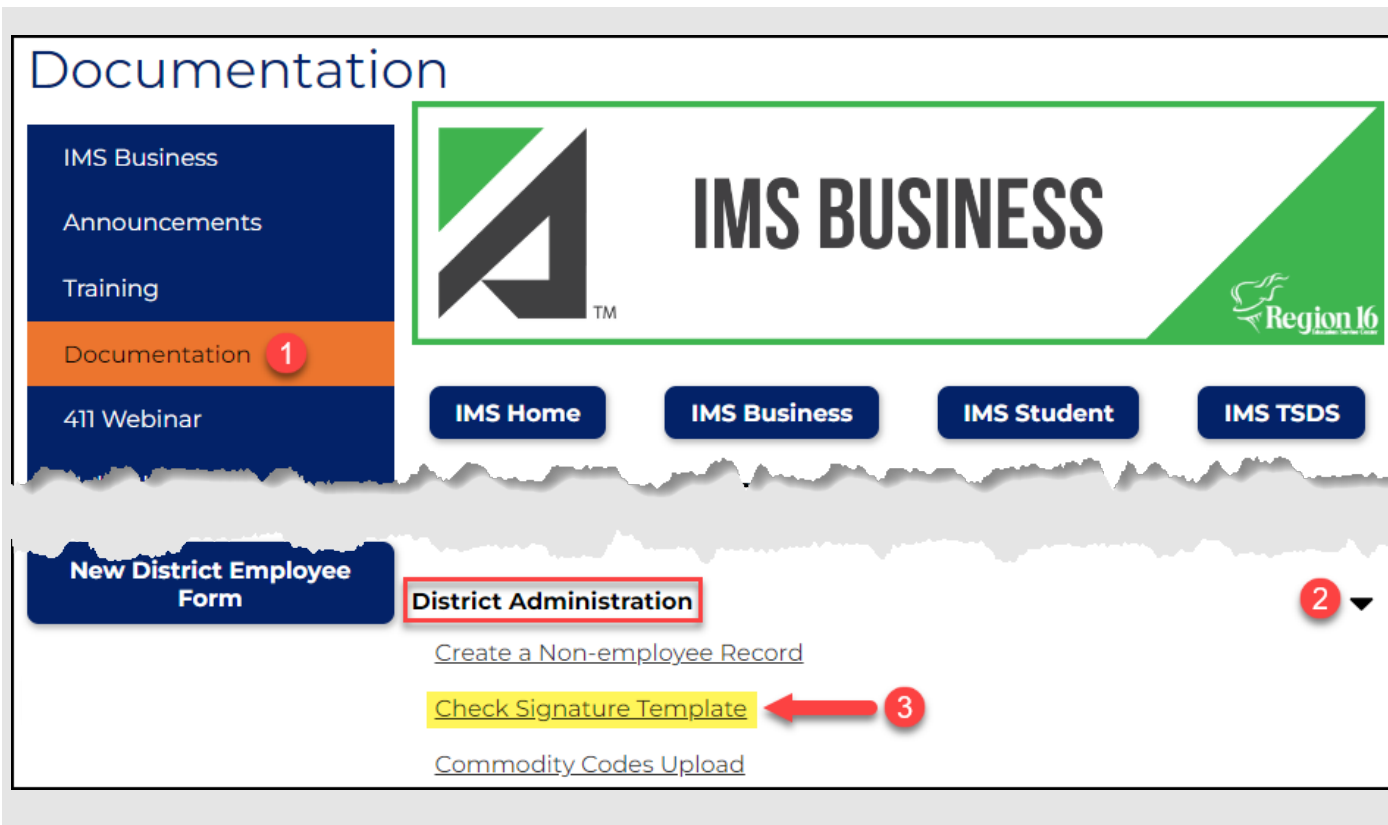 Documentation
IMS Business
Announcements
Training
Documentation 1
411 Webinar
TM
IMS BUSINESS
Region 16
IMS Home
IMS Business
IMS Student
IMS TSDS
New District Employee
Form
District Administration
2
Create a Non-employee Record
Check Signature Template
3
Commodity Codes Upload